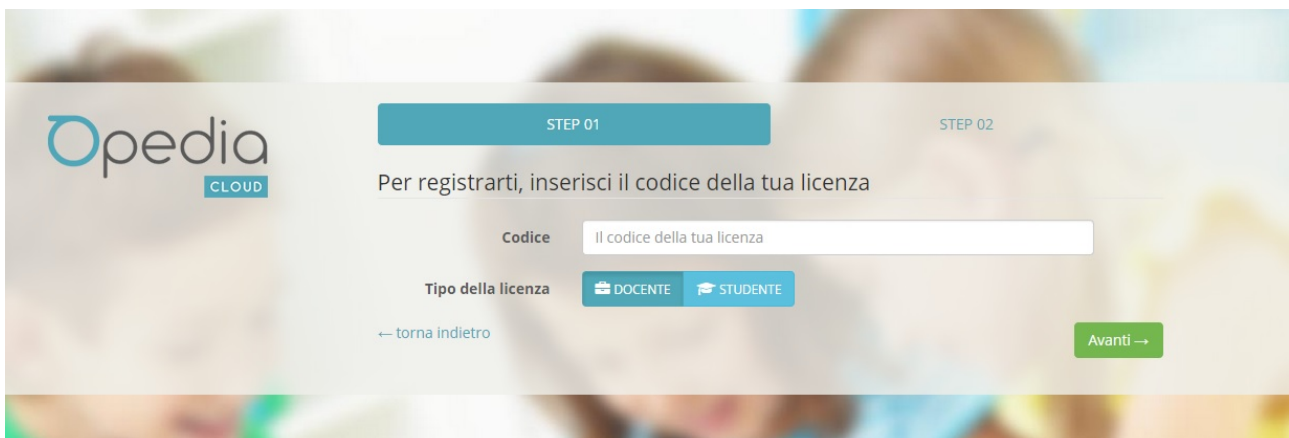 Opedia
CLOUD
STEP 01
STEP 02
Per registrarti, inserisci il codice della tua licenza
Codice
Il codice della tua licenza
Tipo della licenza
DOCENTE
STUDENTE
← torna indietro
Avanti →